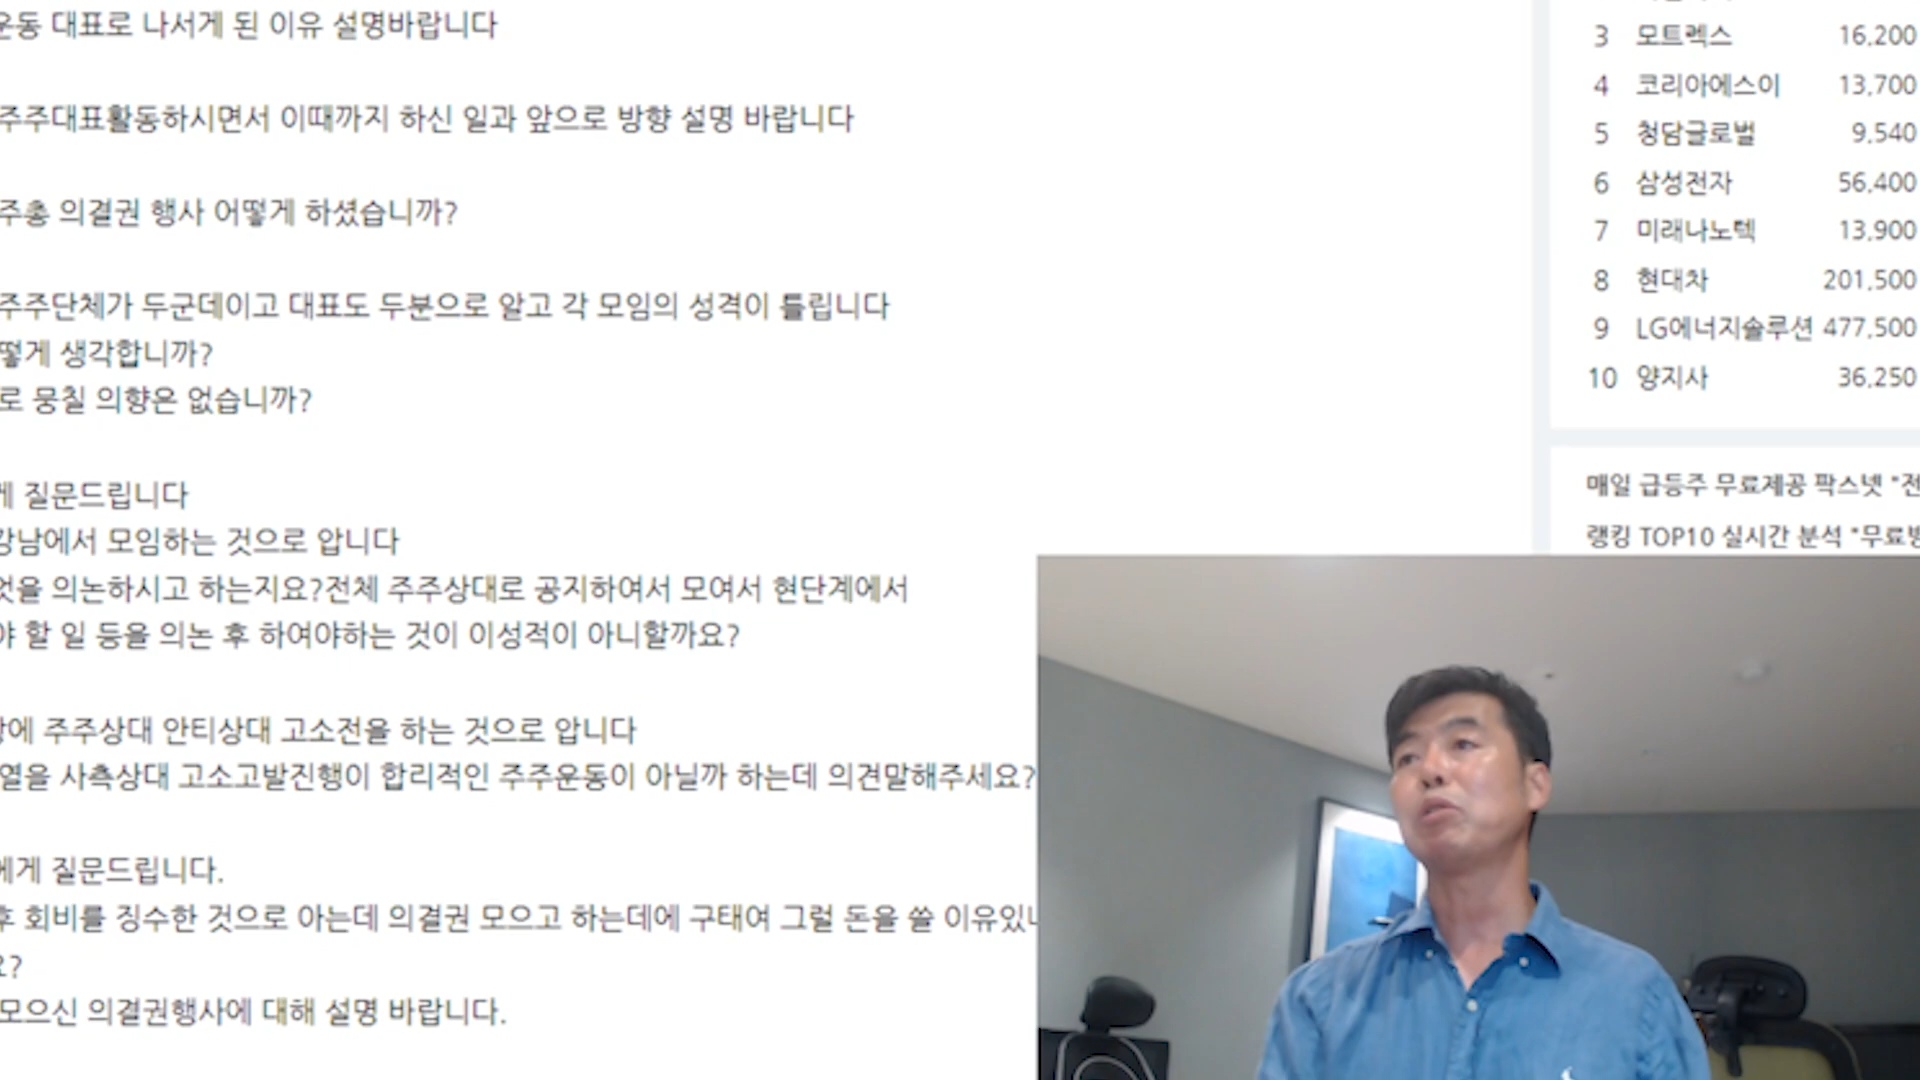 운동 대표로 나서게 된 이유 설명바랍니다
주주대표활동하시면서 이때까지 하신 일과 앞으로 방향 설명 바랍니다
주총 의결권 행사 어떻게 하셨습니까?
주주단체가 두군데이고 대표도 두분으로 알고 각 모임의 성격이 틀립니다
떻게 생각합니까?
로 뭉칠 의향은 없습니까?
게 질문드립니다
강남에서 모임하는 것으로 압니다
엇을 의논하시고 하는지요?전체 주주상대로 공지하여서 모여서 현단계에서
야 할 일 등을 의논 후 하여야하는 것이 이성적이 아니할까요?
에 주주상대 안티상대 고소전을 하는 것으로 압니다
열을 사측상대 고소고발진행이 합리적인 주주운동이 아닐까 하는데 의견말해주세요?
에게 질문드립니다.
후 회비를 징수한 것으로 아는데 의결권 모으고 하는데에 구태여 그럴 돈을 쓸 이유있
요?
모으신 의결권행사에 대해 설명 바랍니다.
3 모트렉스 16,200
4 코리아에스이 13,700
5 청담글로벌 9,540
6 삼성전자 56,400
7 미래나노텍 13,900
8 현대차 201,500
9 LG에너지솔루션 477,500
10 양지사 36,250
매일 급등주 무료제공 팍스넷 "전
랭킹 TOP10 실시간 분석 "무료방